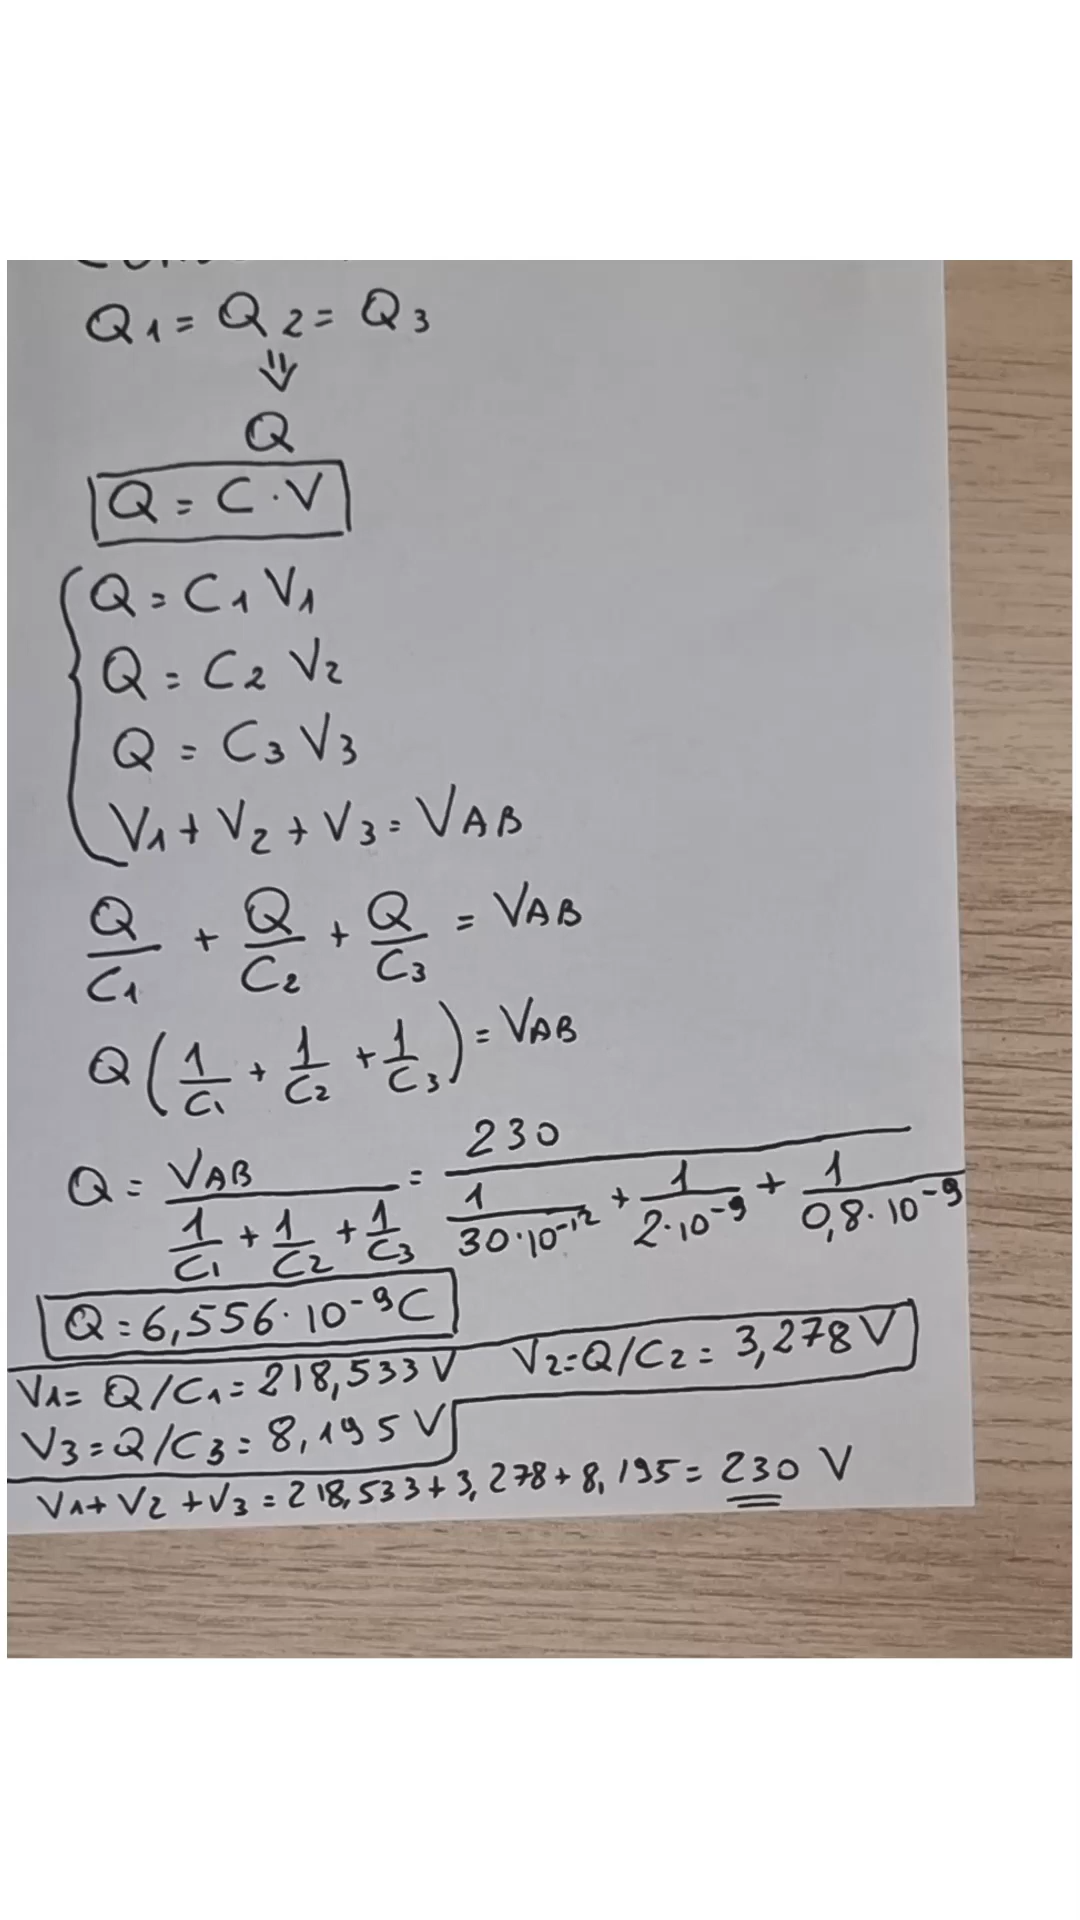 Q1 = Q2 = Q3
⇓
Q
Q = C · V
Q = C1 V1
Q = C2 V2
Q = C3 V3
V1 + V2 + V3 = VAB
Q/C1 + Q/C2 + Q/C3 = VAB
Q(1/C1 + 1/C2 + 1/C3) = VAB
Q = VAB/(1/C1 + 1/C2 + 1/C3) = 230/(1/(30·10^-12) + 1/(2·10^-9) + 1/(0,8·10^-9))
Q = 6,556·10^-9 C
V1 = Q/C1 = 218,533 V V2 = Q/C2 = 3,278 V
V3 = Q/C3 = 8,195 V
V1 + V2 + V3 = 218,533 + 3,278 + 8,195 = 230 V